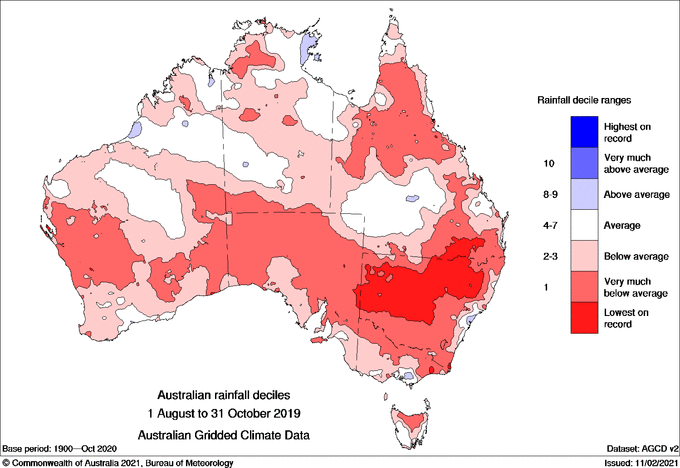 Rainfall decile ranges
Highest on
record
10
Very much
above average
8-9
Above average
4-7
Average
2-3
Below average
1
Very much
below average
Lowest on
record
Australian rainfall deciles
1 August to 31 October 2019
Australian Gridded Climate Data
Base period: 1900—Oct 2020
Dataset: AGCD v2
© Commonwealth of Australia 2021, Bureau of Meteorology
Issued: 11/02/2021